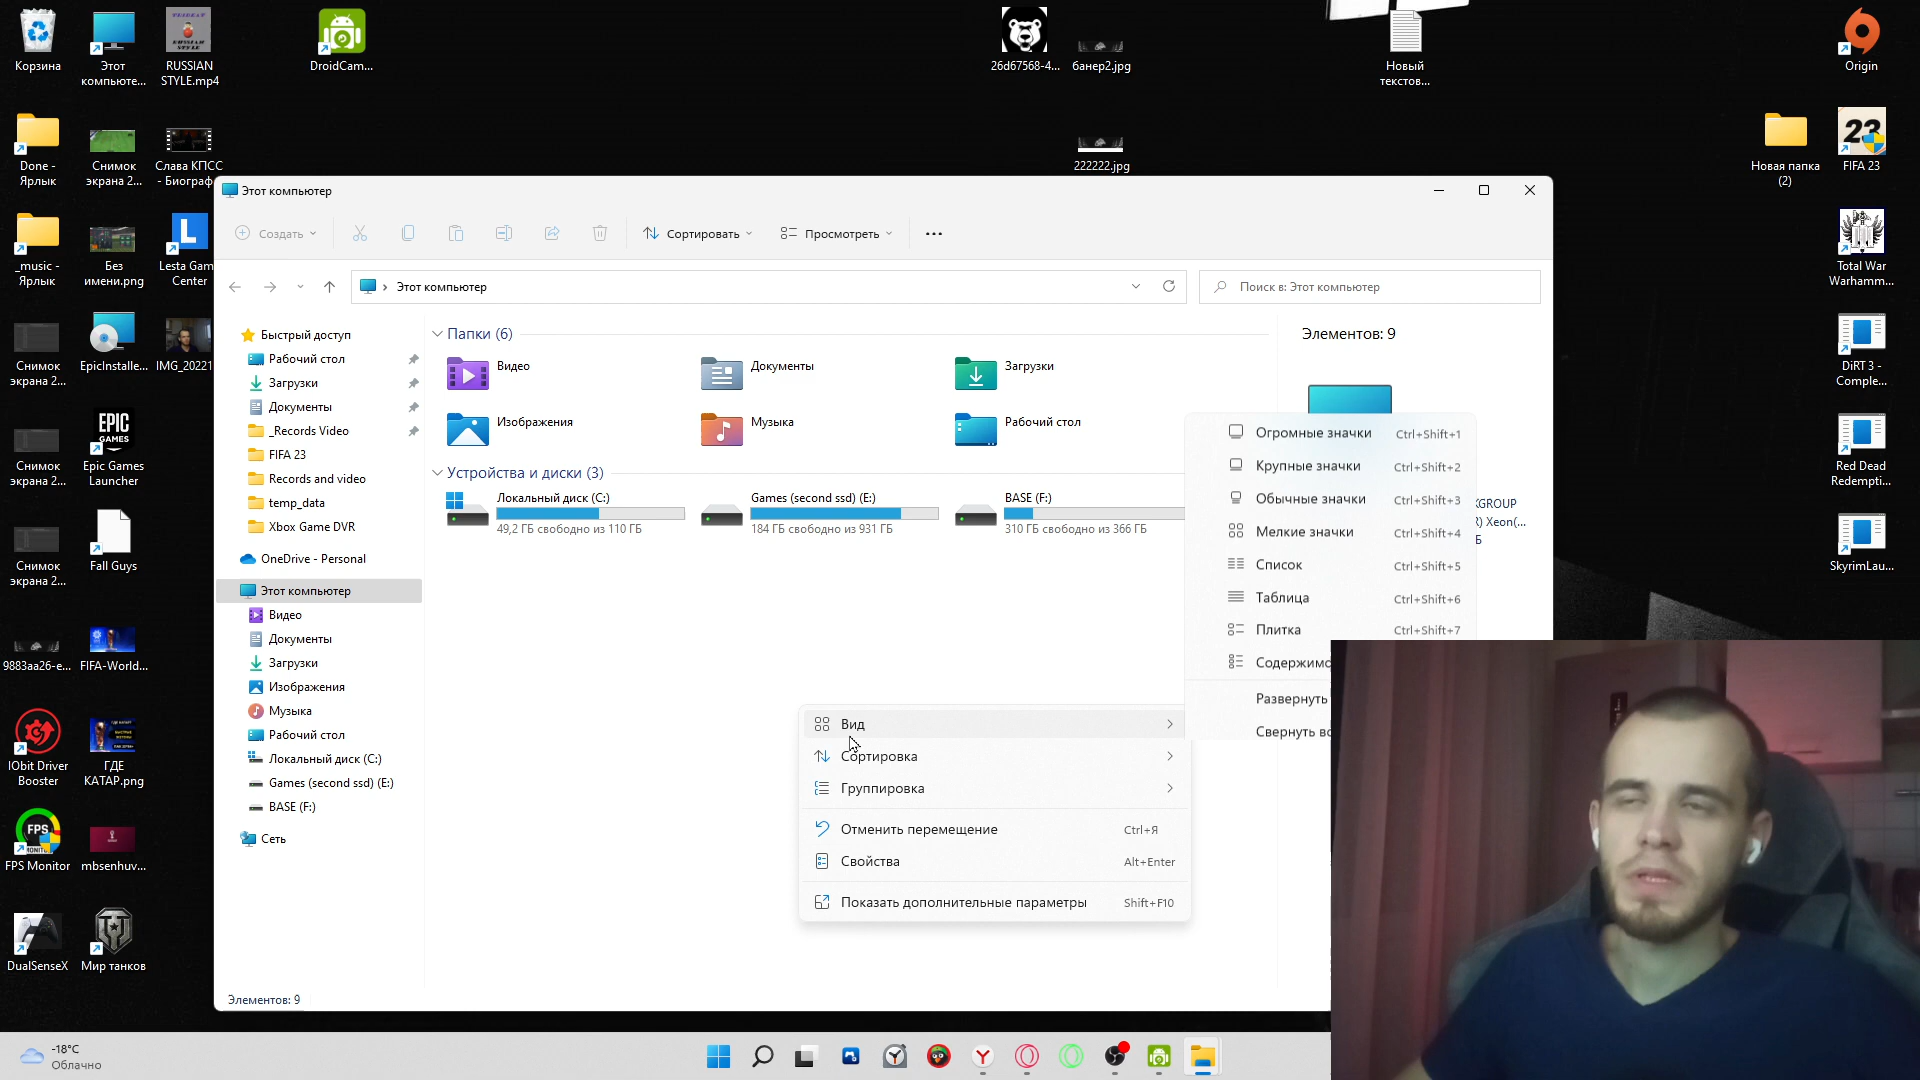 Корзина
Этот
компьюте...
RUSSIAN
STYLE.mp4
DroidCam...
26d67568-4...
банер2.jpg
Новый
текстов...
Origin
Done -
Ярлык
Снимок
экрана 2...
Слава КПСС
- Биограф
222222.jpg
Новая папка
(2)
23
FIFA 23
_music -
Ярлык
Без
имени.png
L
Lesta Gam
Center
Total War
Warhamm...
Снимок
экрана 2...
EpicInstalle...
IMG_20221
DiRT 3 -
Comple...
Снимок
экрана 2...
EPIC
GAMES
Epic Games
Launcher
Red Dead
Redempti...
Снимок
экрана 2...
Fall Guys
SkyrimLau...
9883aa26-e...
FIFA-World...
IObit Driver
Booster
ГДЕ
КАТАР.png
FPS
FPS Monitor
mbsenhuv...
DualSenseX
Мир танков
Этот компьютер
Создать
Сортировать
Просмотреть
Этот компьютер
Поиск в: Этот компьютер
Быстрый доступ
Рабочий стол
Загрузки
Документы
_Records Video
FIFA 23
Records and video
temp_data
Xbox Game DVR
OneDrive - Personal
Этот компьютер
Видео
Документы
Загрузки
Изображения
Музыка
Рабочий стол
Локальный диск (C:)
Games (second ssd) (E:)
BASE (F:)
Сеть
Папки (6)
Видео
Документы
Загрузки
Изображения
Музыка
Рабочий стол
Устройства и диски (3)
Локальный диск (C:)
49,2 ГБ свободно из 110 ГБ
Games (second ssd) (E:)
184 ГБ свободно из 931 ГБ
BASE (F:)
310 ГБ свободно из 366 ГБ
Элементов: 9
KGROUP
R) Xeon(...
Б
Огромные значки Ctrl+Shift+1
Крупные значки Ctrl+Shift+2
Обычные значки Ctrl+Shift+3
Мелкие значки Ctrl+Shift+4
Список Ctrl+Shift+5
Таблица Ctrl+Shift+6
Плитка Ctrl+Shift+7
Содержимо
Развернуть
Свернуть вс
Вид
Сортировка
Группировка
Отменить перемещение Ctrl+Я
Свойства Alt+Enter
Показать дополнительные параметры Shift+F10
Элементов: 9
-18°C
Облачно